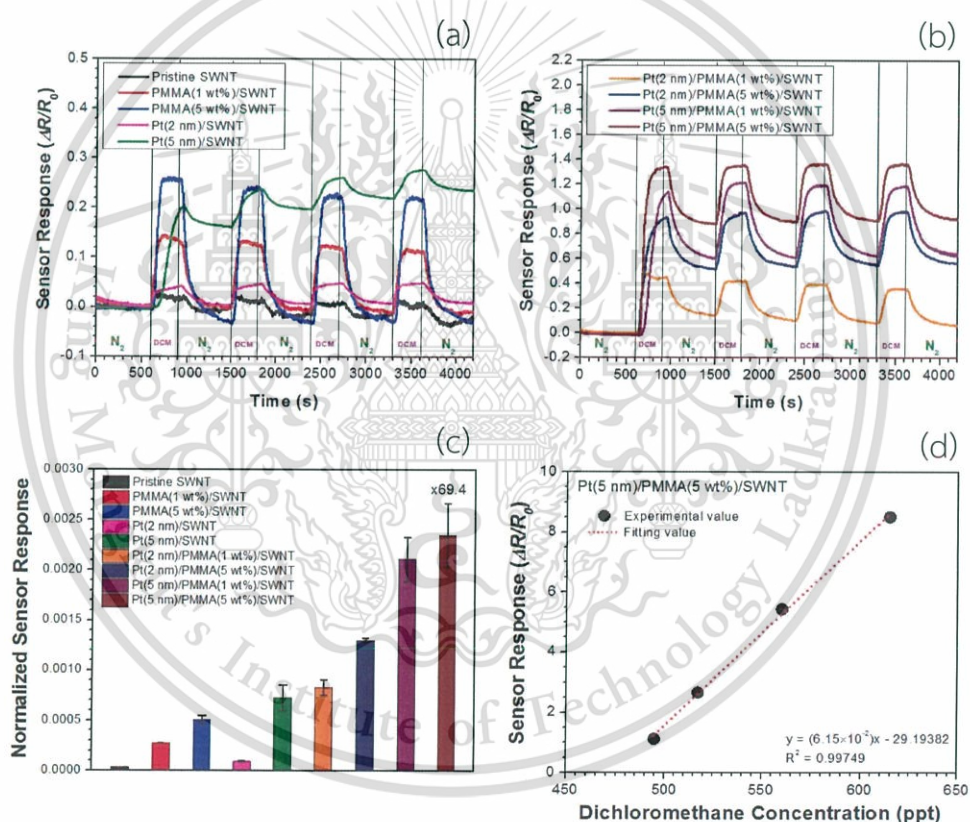 (a)
Sensor Response (ΔR/R₀)
0.5
0.4
0.3
0.2
0.1
0.0
-0.1
Pristine SWNT
PMMA(1 wt%)/SWNT
PMMA(5 wt%)/SWNT
Pt(2 nm)/SWNT
Pt(5 nm)/SWNT
N₂ DCM N₂ DCM N₂ DCM N₂ DCM N₂
0 500 1000 1500 2000 2500 3000 3500 4000
Time (s)
(b)
Sensor Response (ΔR/R₀)
2.2
2.0
1.8
1.6
1.4
1.2
1.0
0.8
0.6
0.4
0.2
0.0
-0.2
Pt(2 nm)/PMMA(1 wt%)/SWNT
Pt(2 nm)/PMMA(5 wt%)/SWNT
Pt(5 nm)/PMMA(1 wt%)/SWNT
Pt(5 nm)/PMMA(5 wt%)/SWNT
N₂ DCM N₂ DCM N₂ DCM N₂ DCM N₂
0 500 1000 1500 2000 2500 3000 3500 4000
Time (s)
(c)
Normalized Sensor Response
0.0030
0.0025
0.0020
0.0015
0.0010
0.0005
0.0000
Pristine SWNT
PMMA(1 wt%)/SWNT
PMMA(5 wt%)/SWNT
Pt(2 nm)/SWNT
Pt(5 nm)/SWNT
Pt(2 nm)/PMMA(1 wt%)/SWNT
Pt(2 nm)/PMMA(5 wt%)/SWNT
Pt(5 nm)/PMMA(1 wt%)/SWNT
Pt(5 nm)/PMMA(5 wt%)/SWNT
x69.4
(d)
Sensor Response (ΔR/R₀)
10
8
6
4
2
0
Pt(5 nm)/PMMA(5 wt%)/SWNT
Experimental value
Fitting value
y = (6.15×10⁻²)x - 29.19382
R² = 0.99749
450 500 550 600 650
Dichloromethane Concentration (ppt)
King Mongkut's Institute of Technology Ladkrabang